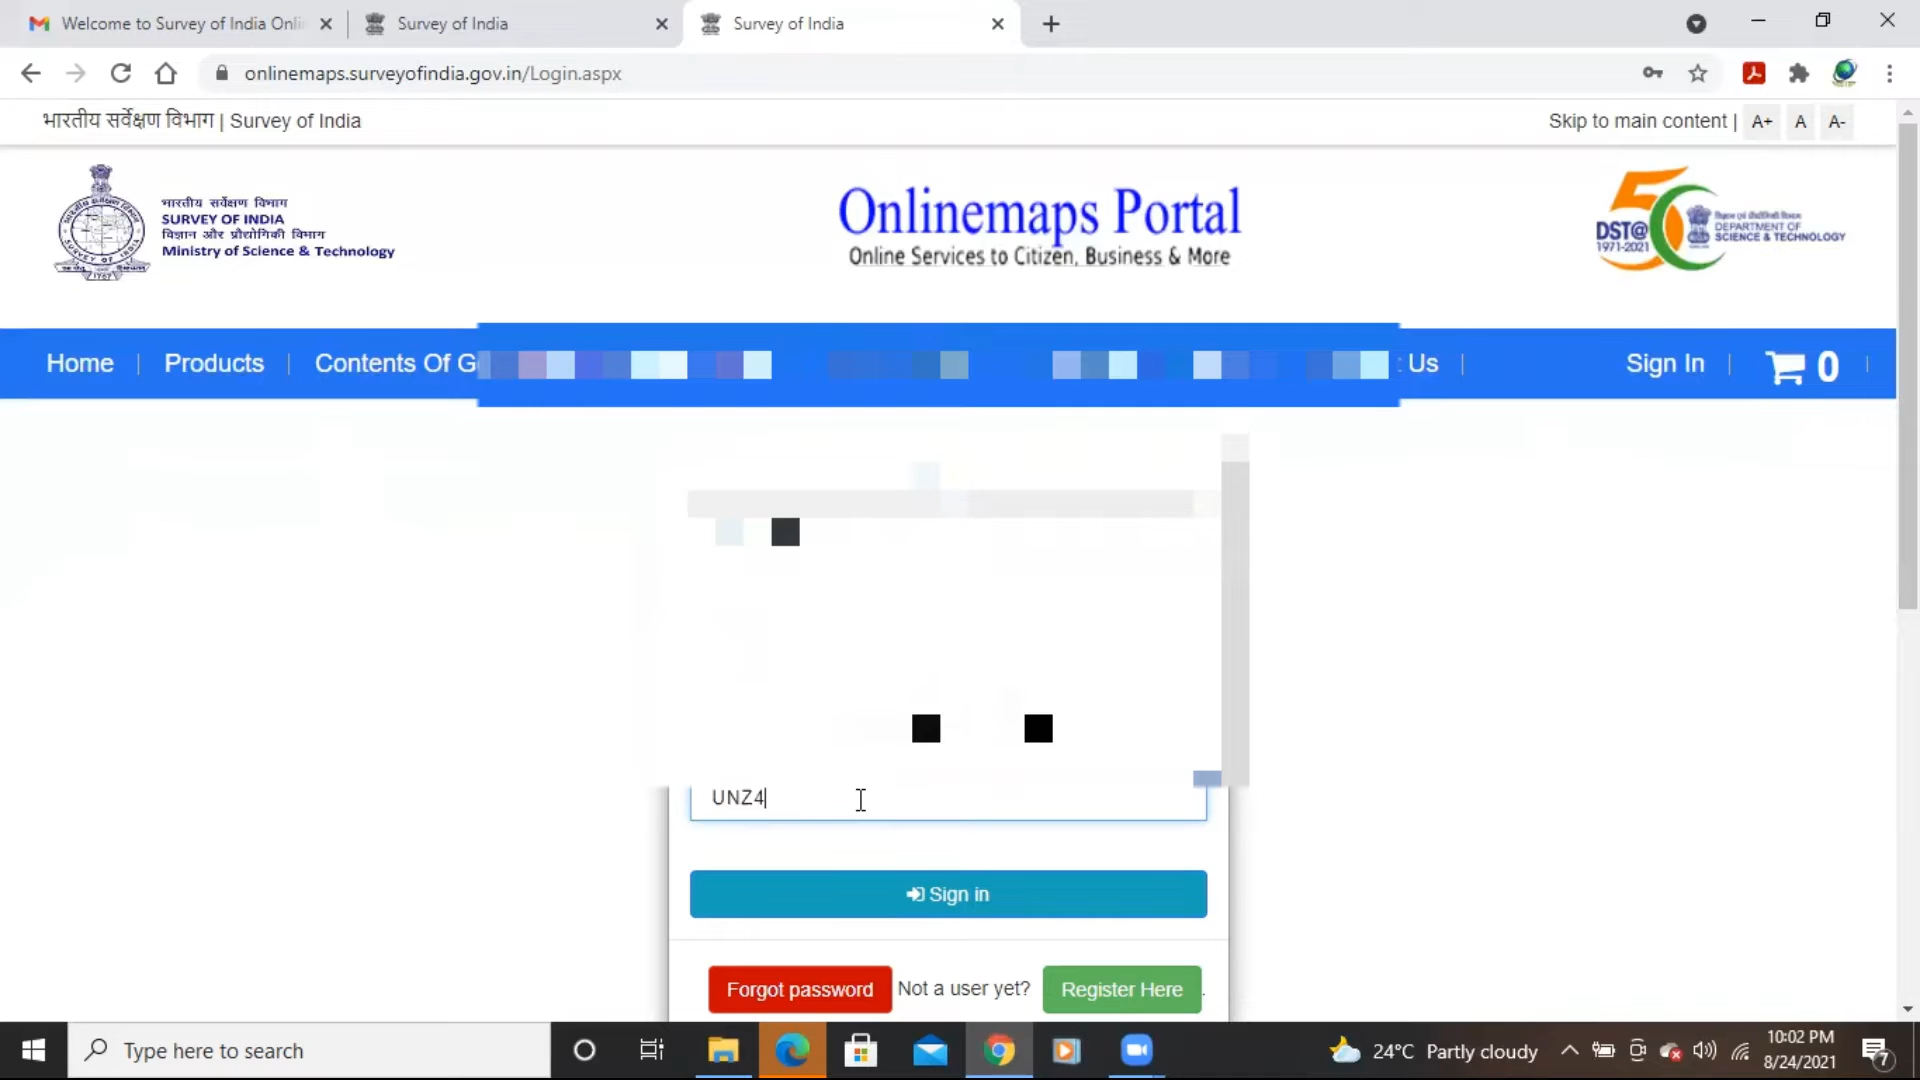 Welcome to Survey of India Onli
Survey of India
Survey of India
onlinemaps.surveyofindia.gov.in/Login.aspx
भारतीय सर्वेक्षण विभाग | Survey of India
Skip to main content | A+ A A-
भारतीय सर्वेक्षण विभाग
SURVEY OF INDIA
विज्ञान और प्रौद्योगिकी विभाग
Ministry of Science & Technology
Onlinemaps Portal
Online Services to Citizen, Business & More
50
DST@
1971-2021
DEPARTMENT OF
SCIENCE & TECHNOLOGY
Home | Products | Contents Of G
Us | Sign In | 0
UNZ4
Sign in
Forgot password Not a user yet? Register Here .
Type here to search
24°C Partly cloudy
10:02 PM
8/24/2021
7